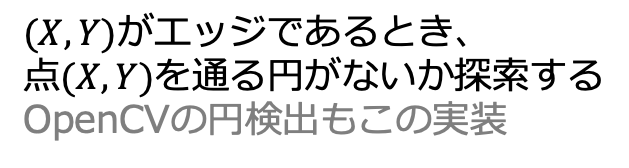 (X, Y)がエッジであるとき、
点(X, Y)を通る円がないか探索する
OpenCVの円検出もこの実装